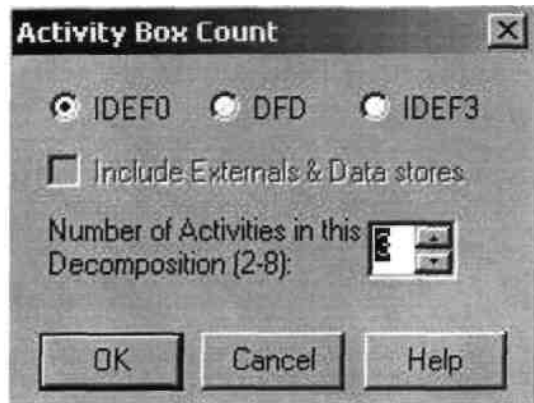 Activity Box Count
IDEF0 DFD IDEF3
Include Externals & Data stores
Number of Activities in this
Decomposition (2-8):
OK Cancel Help